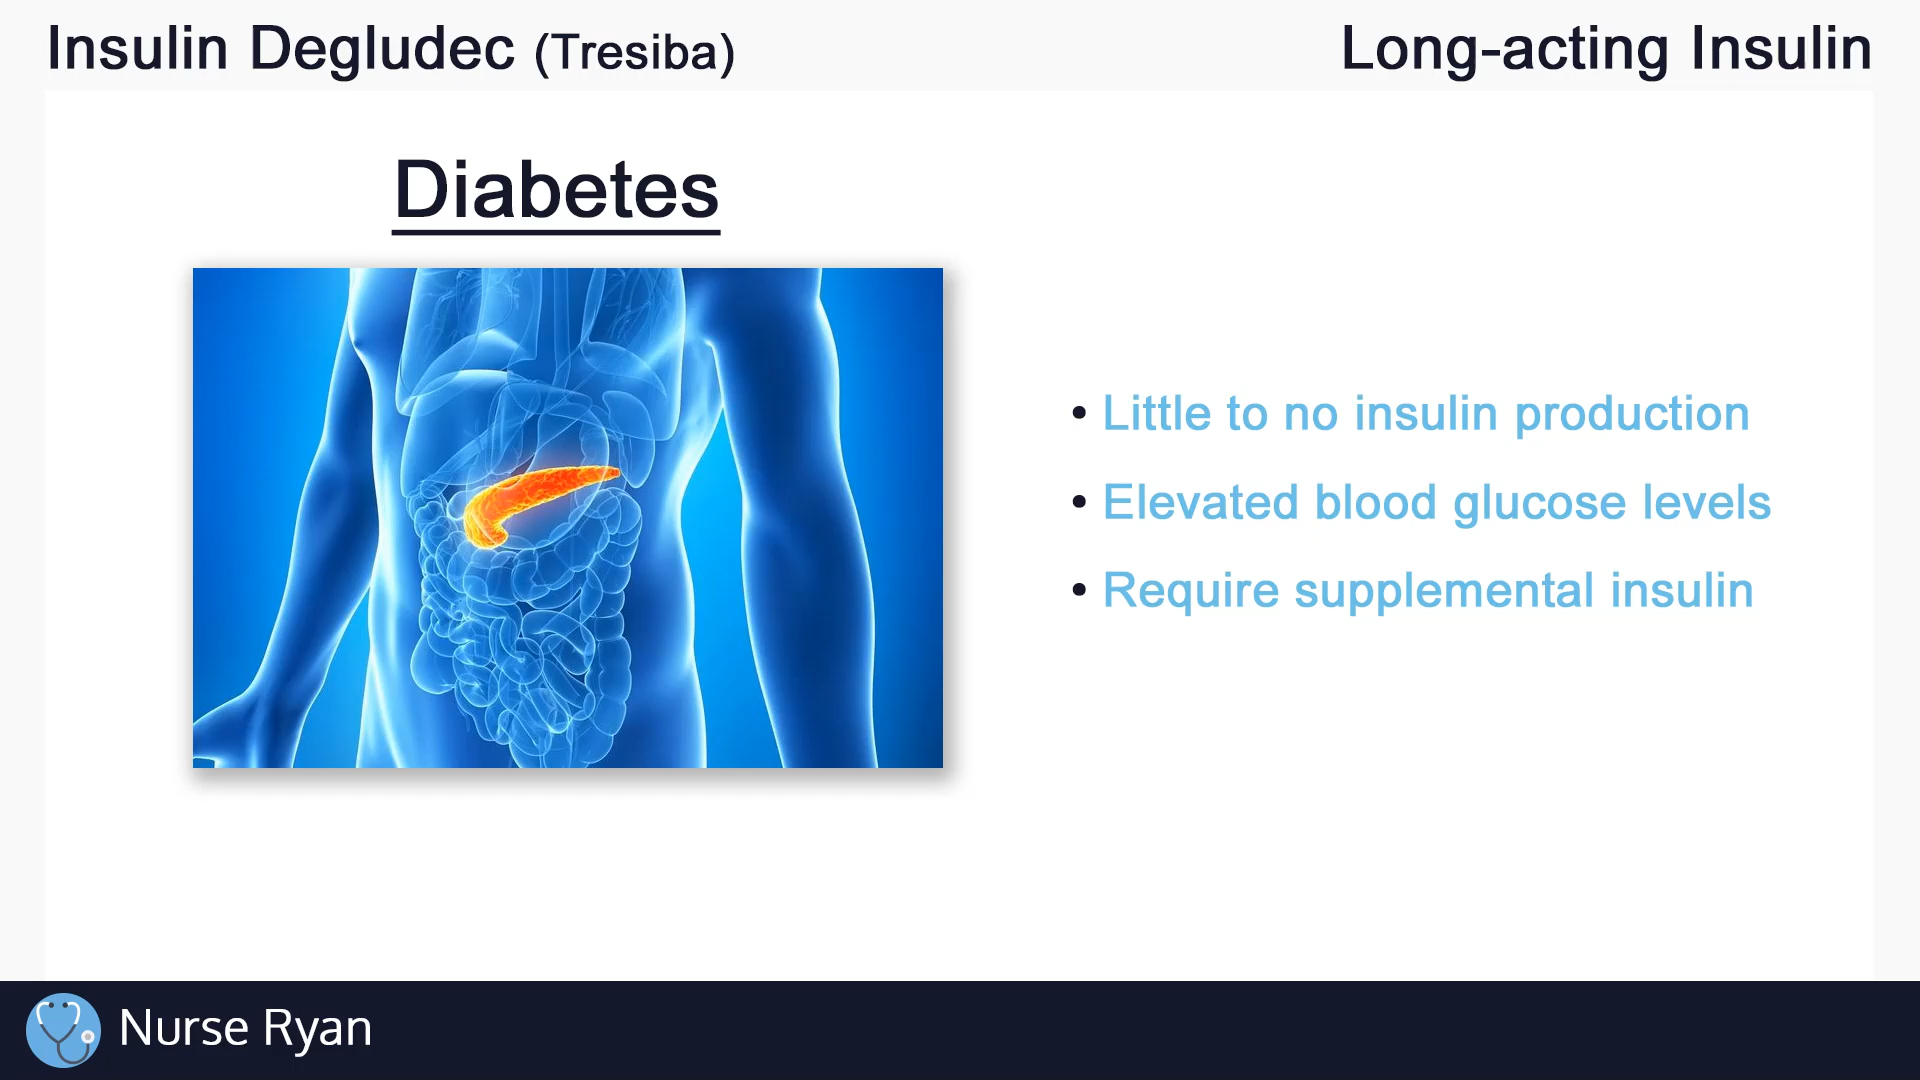 Insulin Degludec (Tresiba)
Long-acting Insulin
Diabetes
• Little to no insulin production
• Elevated blood glucose levels
• Require supplemental insulin
Nurse Ryan